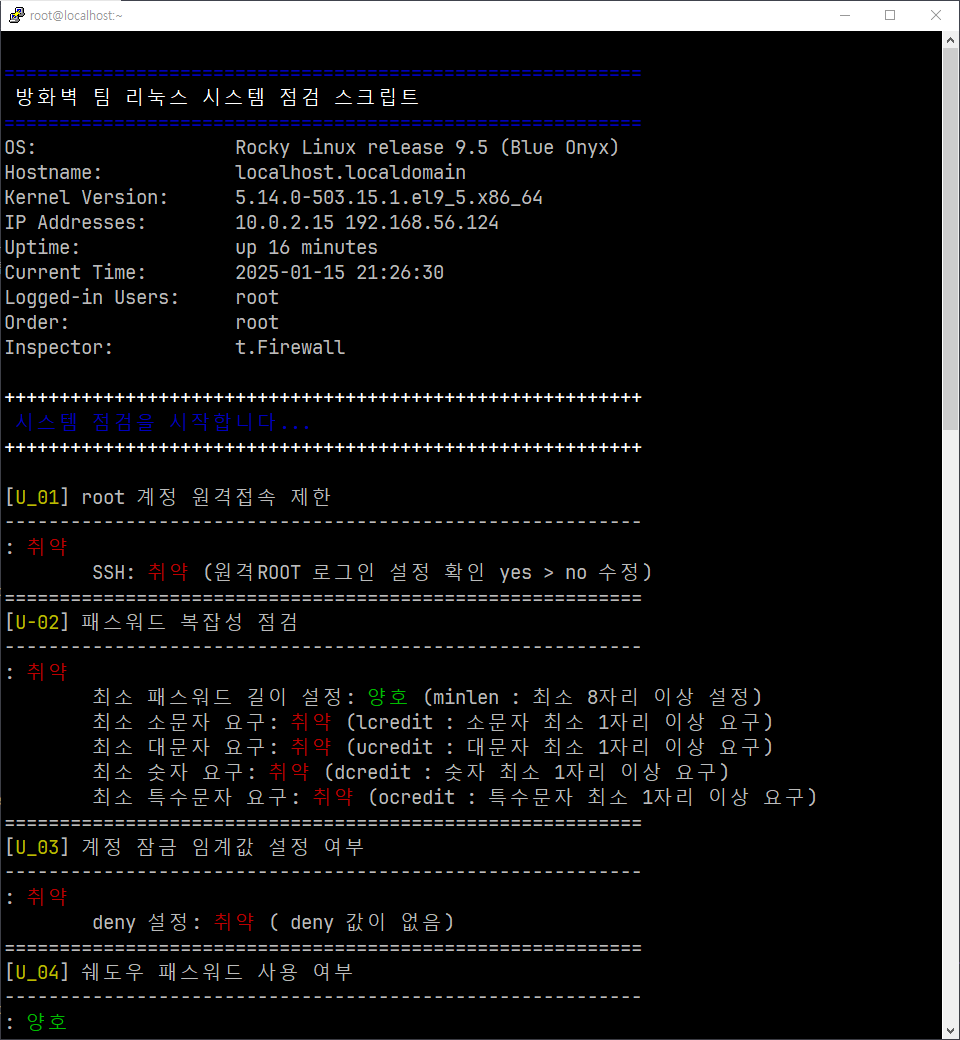 root@localhost:~
==========================================================
방화벽 팀 리눅스 시스템 점검 스크립트
==========================================================
OS: Rocky Linux release 9.5 (Blue Onyx)
Hostname: localhost.localdomain
Kernel Version: 5.14.0-503.15.1.el9_5.x86_64
IP Addresses: 10.0.2.15 192.168.56.124
Uptime: up 16 minutes
Current Time: 2025-01-15 21:26:30
Logged-in Users: root
Order: root
Inspector: t.Firewall
++++++++++++++++++++++++++++++++++++++++++++++++++++++++++
시스템 점검을 시작합니다...
++++++++++++++++++++++++++++++++++++++++++++++++++++++++++
[U_01] root 계정 원격접속 제한
----------------------------------------------------------
: 취약
SSH: 취약 (원격ROOT 로그인 설정 확인 yes > no 수정)
==========================================================
[U-02] 패스워드 복잡성 점검
----------------------------------------------------------
: 취약
최소 패스워드 길이 설정: 양호 (minlen : 최소 8자리 이상 설정)
최소 소문자 요구: 취약 (lcredit : 소문자 최소 1자리 이상 요구)
최소 대문자 요구: 취약 (ucredit : 대문자 최소 1자리 이상 요구)
최소 숫자 요구: 취약 (dcredit : 숫자 최소 1자리 이상 요구)
최소 특수문자 요구: 취약 (ocredit : 특수문자 최소 1자리 이상 요구)
==========================================================
[U_03] 계정 잠금 임계값 설정 여부
----------------------------------------------------------
: 취약
deny 설정: 취약 ( deny 값이 없음)
==========================================================
[U_04] 쉐도우 패스워드 사용 여부
----------------------------------------------------------
: 양호